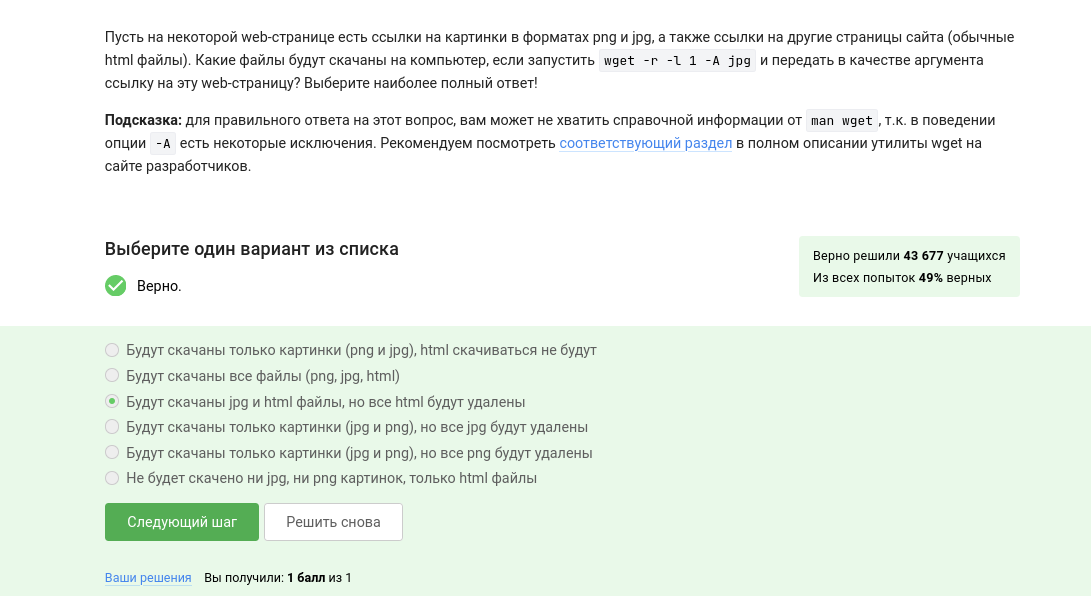 Пусть на некоторой web-странице есть ссылки на картинки в форматах png и jpg, а также ссылки на другие страницы сайта (обычные
html файлы). Какие файлы будут скачаны на компьютер, если запустить wget -r -l 1 -A jpg и передать в качестве аргумента
ссылку на эту web-страницу? Выберите наиболее полный ответ!
Подсказка: для правильного ответа на этот вопрос, вам может не хватить справочной информации от man wget, т.к. в поведении
опции -A есть некоторые исключения. Рекомендуем посмотреть соответствующий раздел в полном описании утилиты wget на
сайте разработчиков.
Выберите один вариант из списка
Верно.
Верно решили 43 677 учащихся
Из всех попыток 49% верных
Будут скачаны только картинки (png и jpg), html скачиваться не будут
Будут скачаны все файлы (png, jpg, html)
Будут скачаны jpg и html файлы, но все html будут удалены
Будут скачаны только картинки (jpg и png), но все jpg будут удалены
Будут скачаны только картинки (jpg и png), но все png будут удалены
Не будет скачено ни jpg, ни png картинок, только html файлы
Следующий шаг
Решить снова
Ваши решения Вы получили: 1 балл из 1